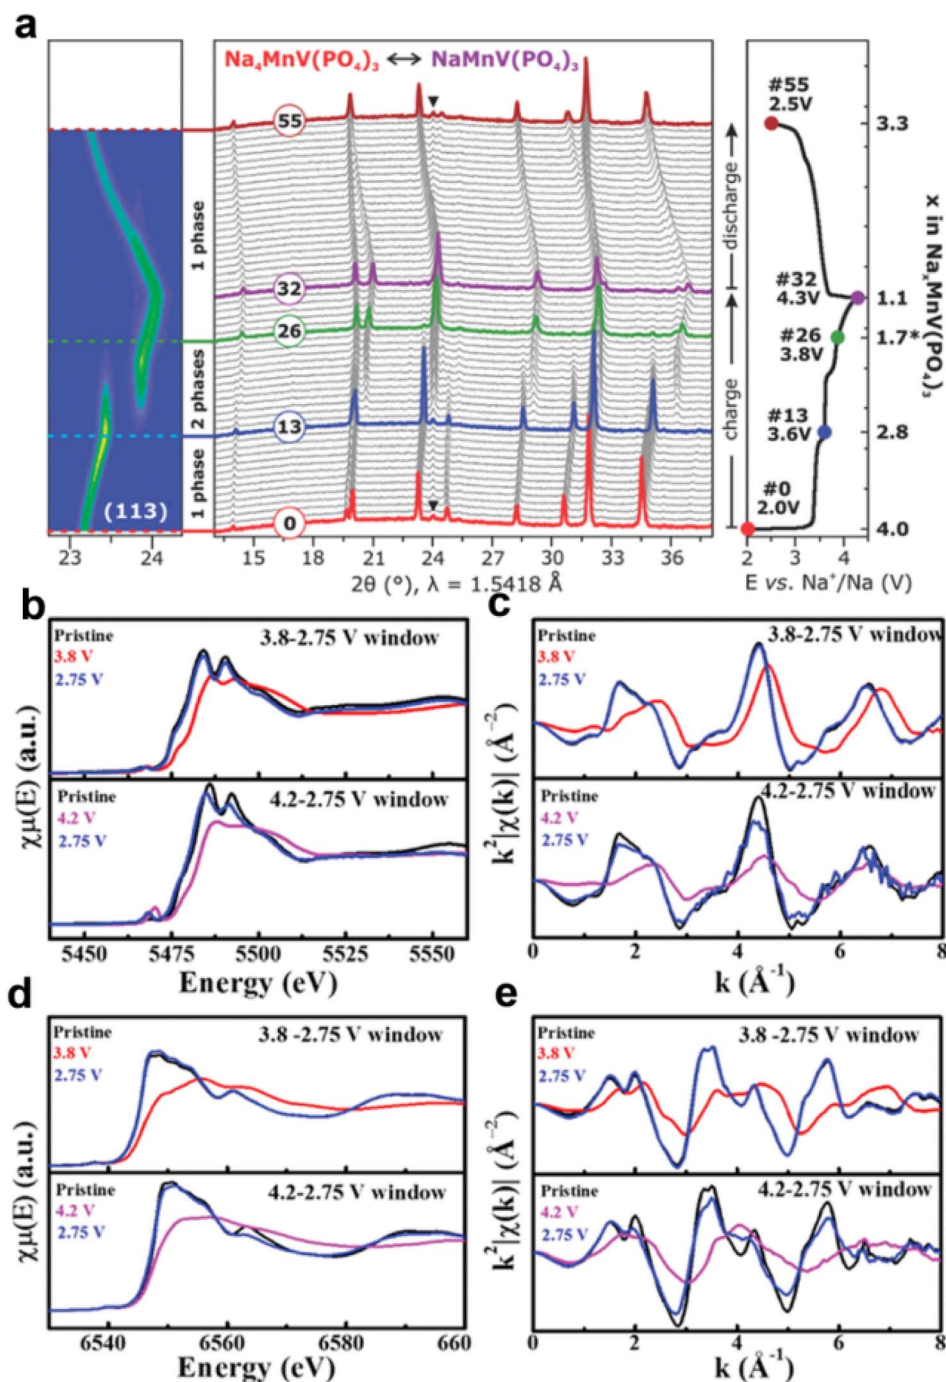 a
Na₄MnV(PO₄)₃ ↔ NaMnV(PO₄)₃
55
32
26
13
0
1 phase
2 phases
1 phase
(113)
23
24
13
15
18
21
24
27
30
33
36
2θ (°), λ = 1.5418 Å
charge
discharge
#55
2.5V
#32
4.3V
#26
3.8V
#13
3.6V
#0
2.0V
3.3
1.1
1.7*
2.8
4.0
x in NaₓMnV(PO₄)₃
2 3 4
E vs. Na⁺/Na (V)
b
Pristine
3.8 V
2.75 V
3.8-2.75 V window
Pristine
4.2 V
2.75 V
4.2-2.75 V window
χμ(E) (a.u.)
5450 5475 5500 5525 5550
Energy (eV)
c
Pristine
3.8 V
2.75 V
3.8-2.75 V window
Pristine
4.2 V
2.75 V
4.2-2.75 V window
k²|χ(k)| (Å⁻²)
0 2 4 6 8
k (Å⁻¹)
d
Pristine
3.8 V
2.75 V
3.8 -2.75 V window
Pristine
4.2 V
2.75 V
4.2-2.75 V window
χμ(E) (a.u.)
6540 6560 6580 660
Energy (eV)
e
Pristine
3.8 V
2.75 V
3.8 -2.75 V window
Pristine
4.2 V
2.75 V
4.2-2.75 V window
k²|χ(k)| (Å⁻²)
0 2 4 6 8
k (Å⁻¹)